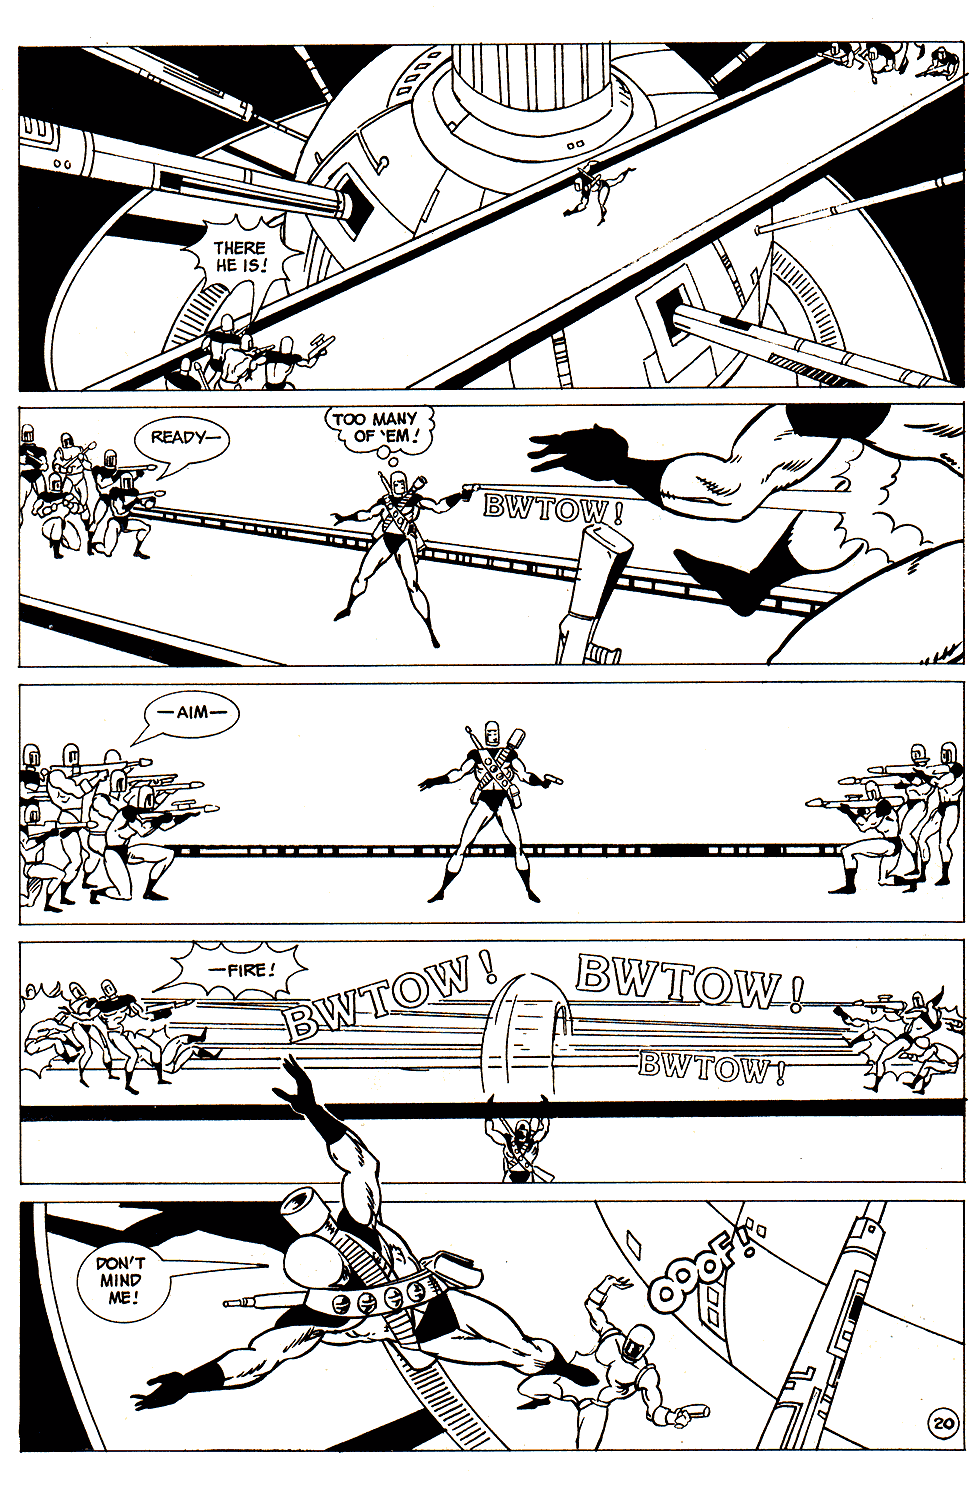 THERE
HE IS!
READY—
TOO MANY
OF 'EM!
BWTOW!
—AIM—
—FIRE!
BWTOW!
BWTOW!
BWTOW!
DON'T
MIND
ME!
OOOF!
20